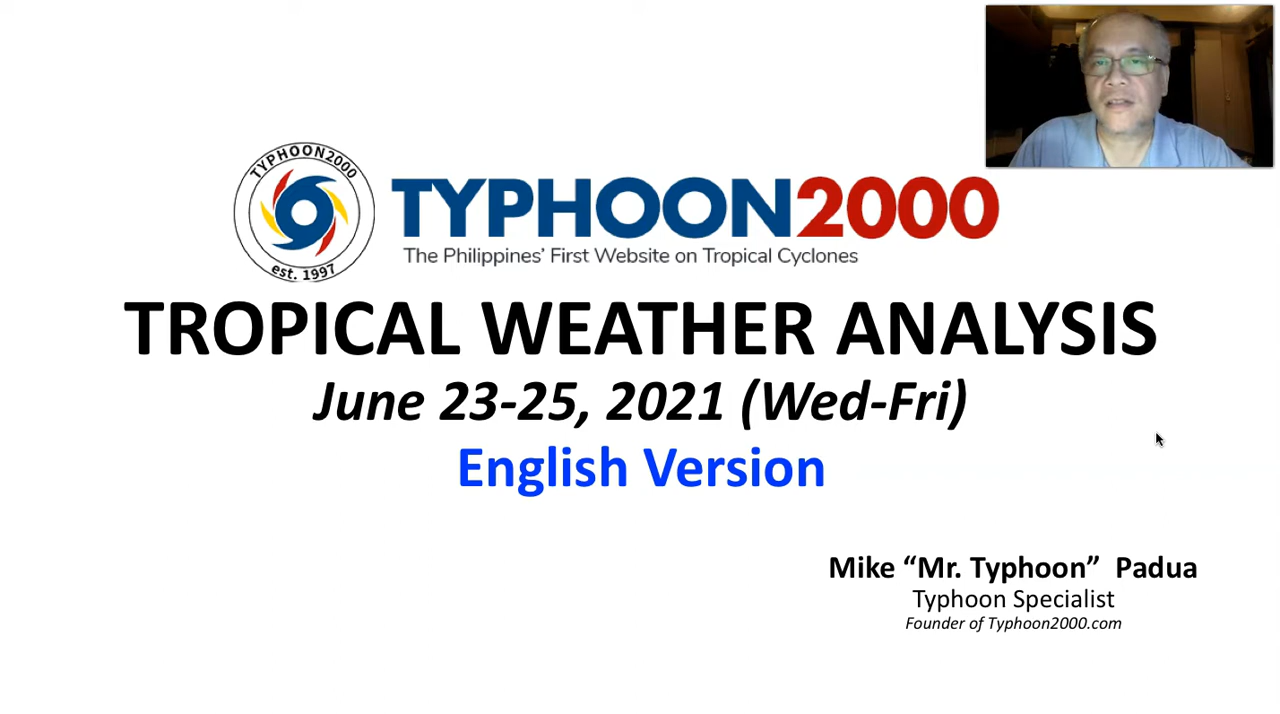 TYPHOON2000
est. 1997
TYPHOON2000
The Philippines' First Website on Tropical Cyclones
TROPICAL WEATHER ANALYSIS
June 23-25, 2021 (Wed-Fri)
English Version
Mike “Mr. Typhoon”  Padua
Typhoon Specialist
Founder of Typhoon2000.com